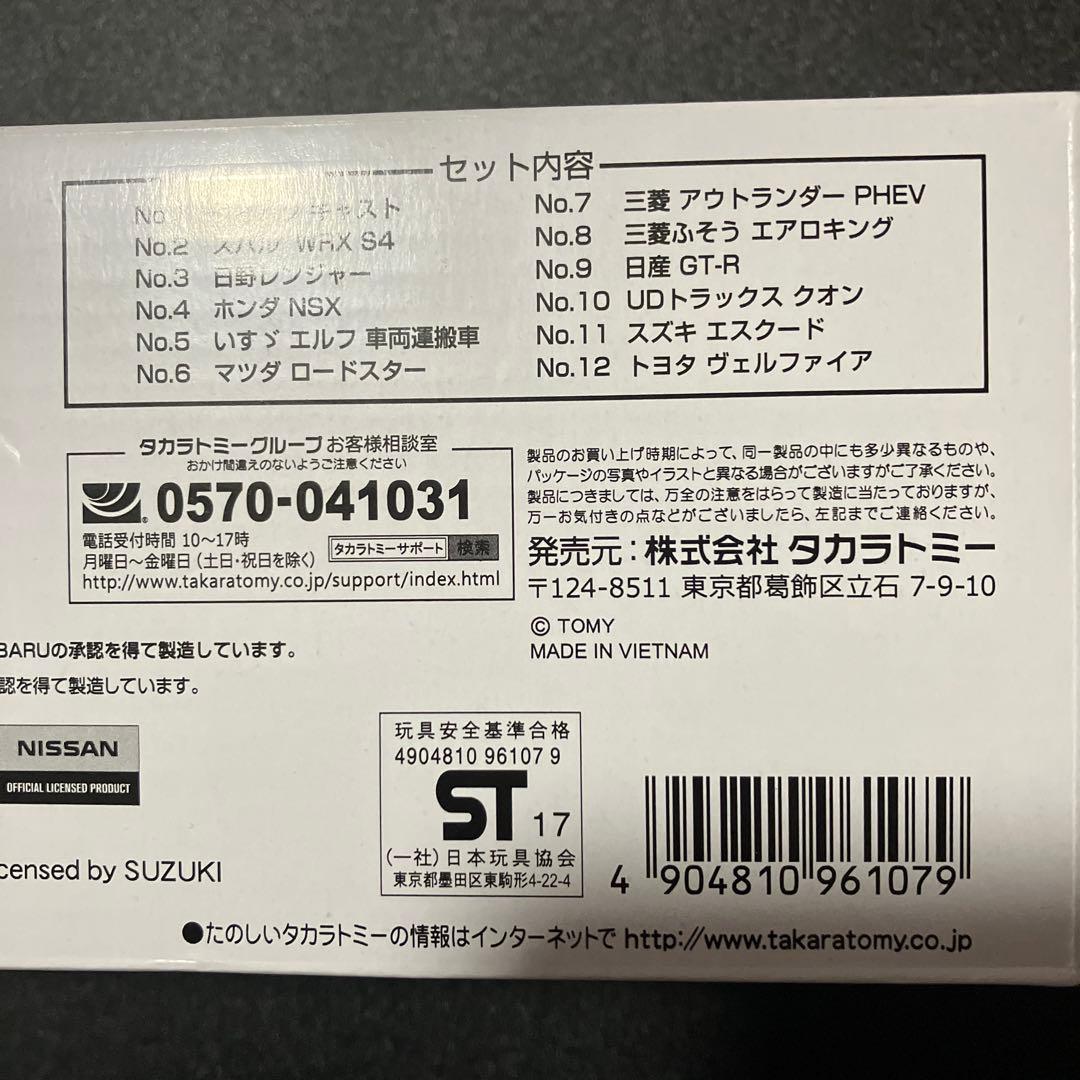 セット内容
No. キャスト
No.2 スバル WRX S4
No.3 日野レンジャー
No.4 ホンダ NSX
No.5 いすゞ エルフ 車両運搬車
No.6 マツダ ロードスター
No.7 三菱 アウトランダー PHEV
No.8 三菱ふそう エアロキング
No.9 日産 GT-R
No.10 UDトラックス クオン
No.11 スズキ エスクード
No.12 トヨタ ヴェルファイア
タカラトミーグループ お客様相談室
おかけ間違えのないようご注意ください
0570-041031
電話受付時間 10～17時
月曜日～金曜日（土日・祝日を除く）
タカラトミーサポート 検索
http://www.takaratomy.co.jp/support/index.html
製品のお買い上げ時期によって、同一製品の中にも多少異なるものや、
パッケージの写真やイラストと異なる場合がございますがご了承ください。
製品につきましては、万全の注意をはらって製造に当たっておりますが、
万一お気付きの点などがございましたら、左記までご連絡ください。
発売元：株式会社 タカラトミー
〒124-8511 東京都葛飾区立石 7-9-10
© TOMY
MADE IN VIETNAM
BARUの承認を得て製造しています。
認を得て製造しています。
NISSAN
OFFICIAL LICENSED PRODUCT
censed by SUZUKI
玩具安全基準合格
4904810 96107 9
ST 17
(一社)日本玩具協会
東京都墨田区東駒形4-22-4
4 904810 961079
●たのしいタカラトミーの情報はインターネットで http://www.takaratomy.co.jp